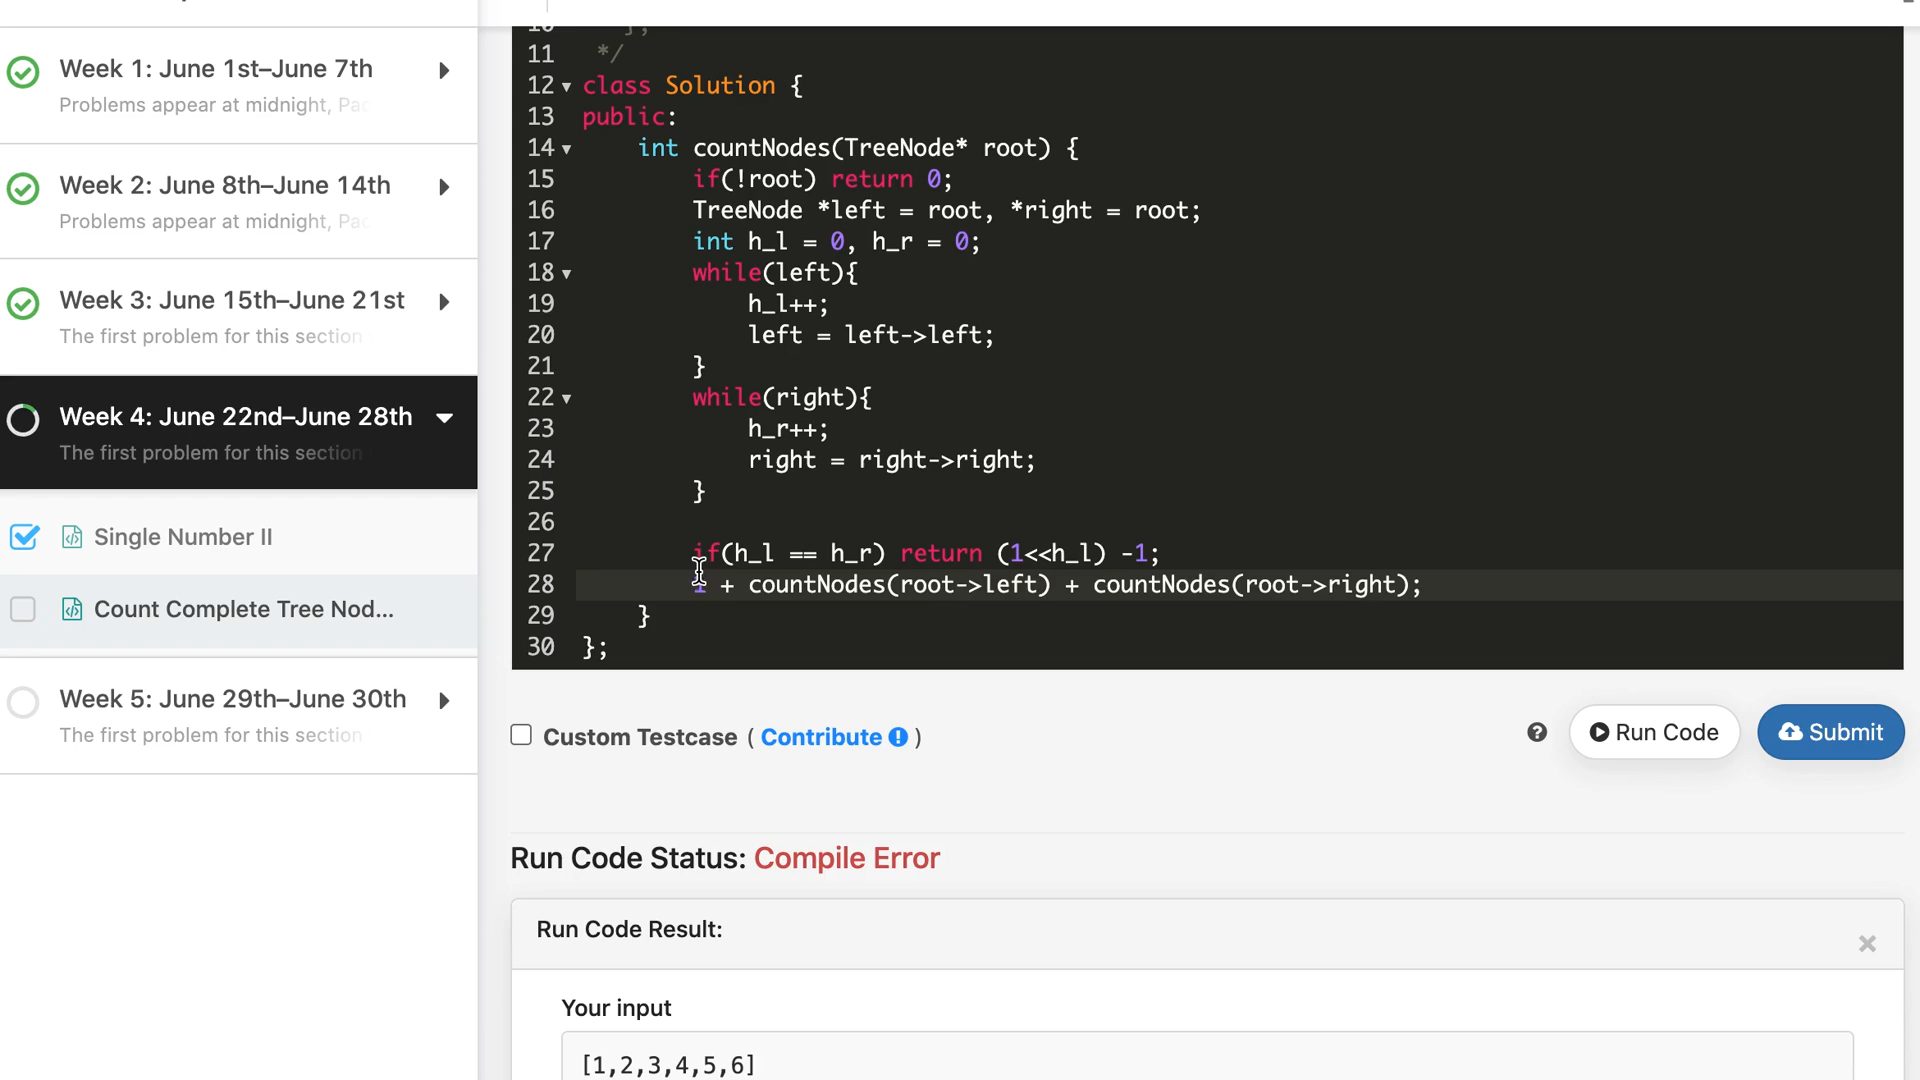 Week 1: June 1st–June 7th
Problems appear at midnight, Pac
Week 2: June 8th–June 14th
Problems appear at midnight, Pac
Week 3: June 15th–June 21st
The first problem for this section
Week 4: June 22nd–June 28th
The first problem for this section
Single Number II
Count Complete Tree Nod...
Week 5: June 29th–June 30th
The first problem for this section
10 };
11 */
12 class Solution {
13 public:
14 int countNodes(TreeNode* root) {
15 if(!root) return 0;
16 TreeNode *left = root, *right = root;
17 int h_l = 0, h_r = 0;
18 while(left){
19 h_l++;
20 left = left->left;
21 }
22 while(right){
23 h_r++;
24 right = right->right;
25 }
26
27 if(h_l == h_r) return (1<<h_l) -1;
28 1 + countNodes(root->left) + countNodes(root->right);
29 }
30 };
Custom Testcase ( Contribute )
Run Code
Submit
Run Code Status: Compile Error
Run Code Result:
Your input
[1,2,3,4,5,6]